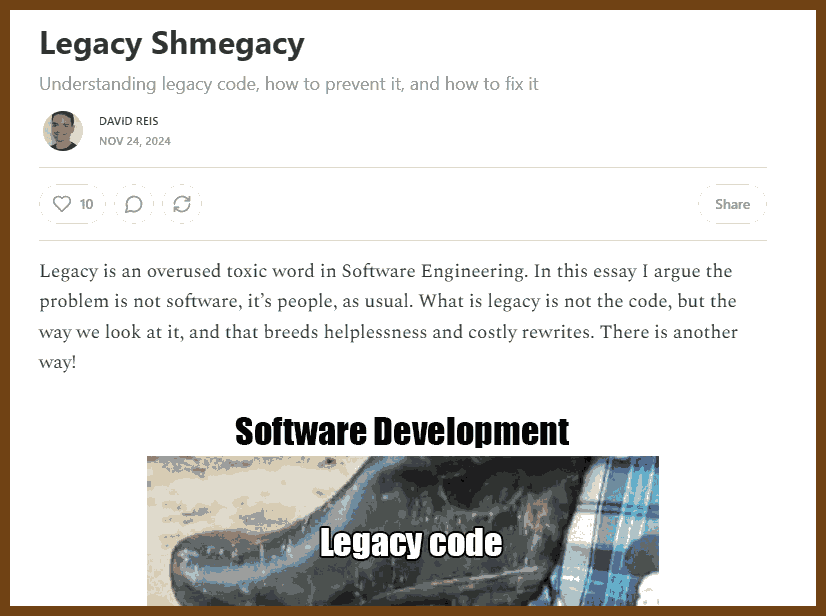 Legacy Shmegacy
Understanding legacy code, how to prevent it, and how to fix it
DAVID REIS
NOV 24, 2024
10
Share
Legacy is an overused toxic word in Software Engineering. In this essay I argue the
problem is not software, it’s people, as usual. What is legacy is not the code, but the
way we look at it, and that breeds helplessness and costly rewrites. There is another
way!
Software Development
Legacy code